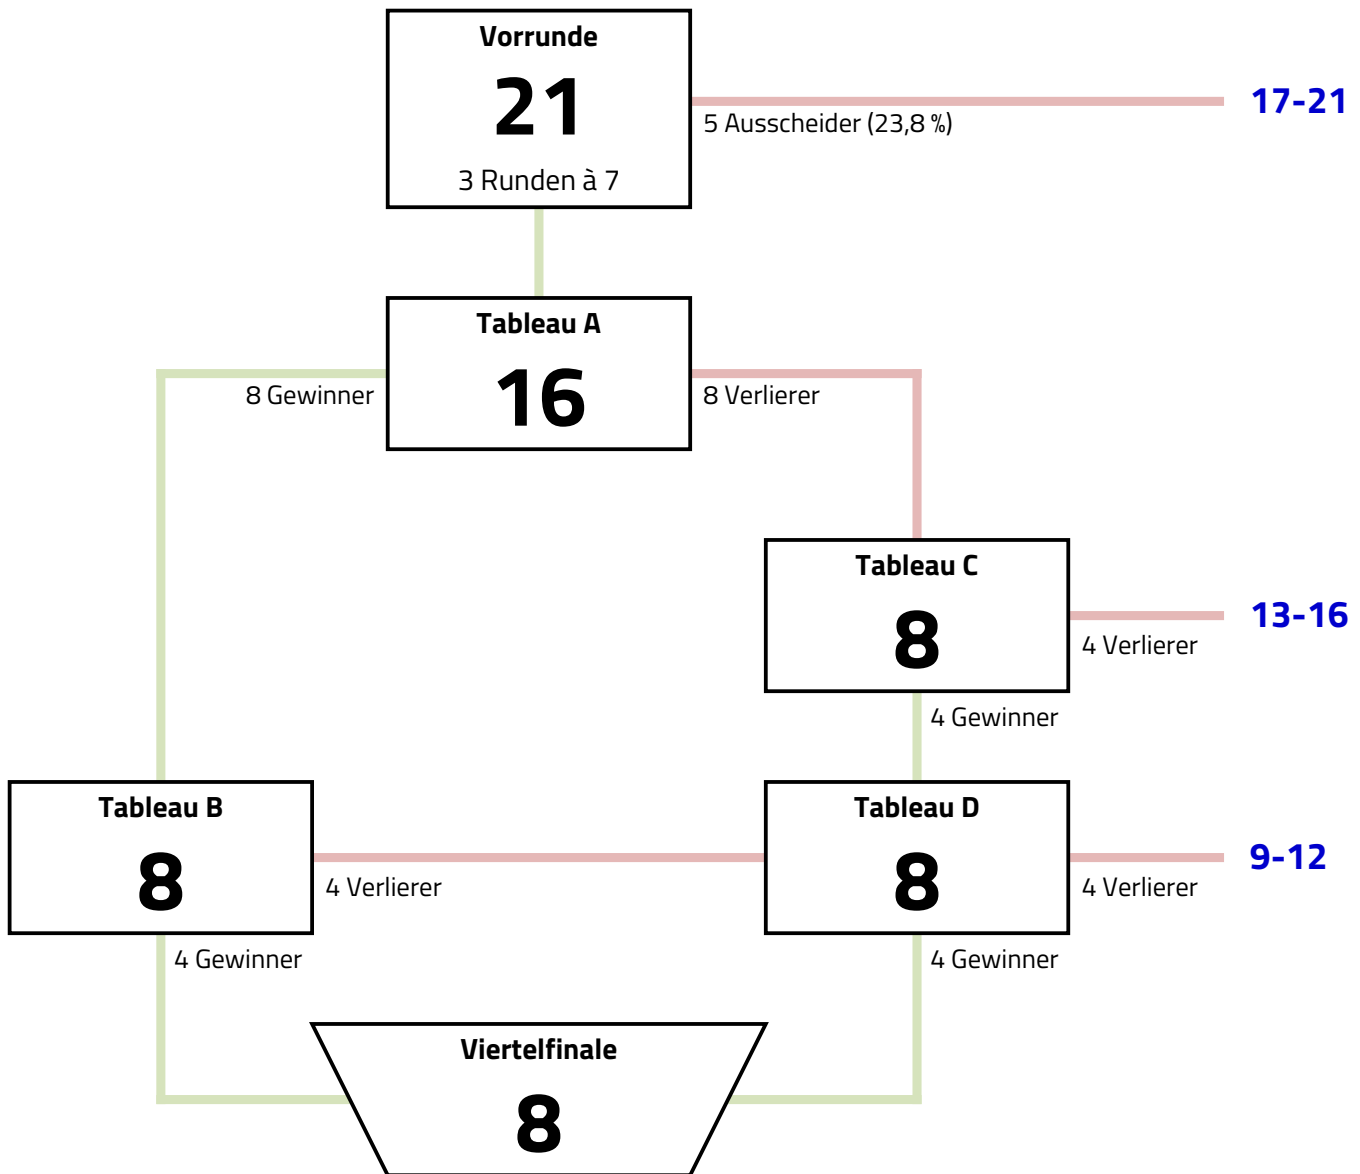 Vorrunde
21
3 Runden à 7
17-21
5 Ausscheider (23,8 %)
Tableau A
16
8 Gewinner
8 Verlierer
Tableau C
8
13-16
4 Verlierer
4 Gewinner
Tableau B
8
4 Verlierer
4 Gewinner
Tableau D
8
9-12
4 Verlierer
4 Gewinner
Viertelfinale
8